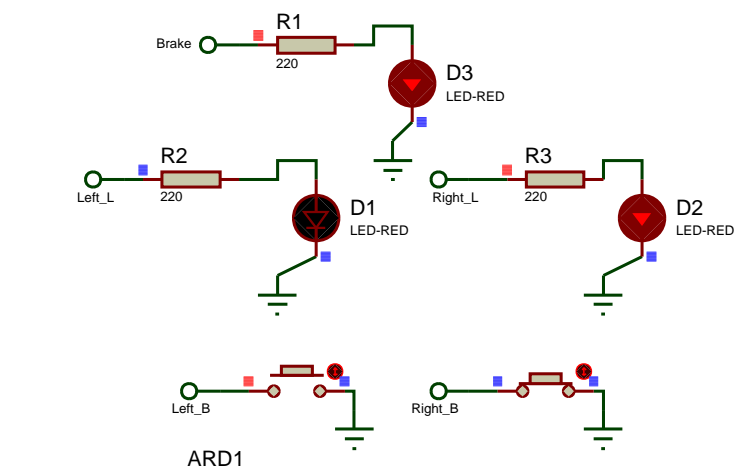 R1
Brake
220
D3
LED-RED
R2
R3
Left_L
220
Right_L
220
D1
LED-RED
D2
LED-RED
Left_B
Right_B
ARD1